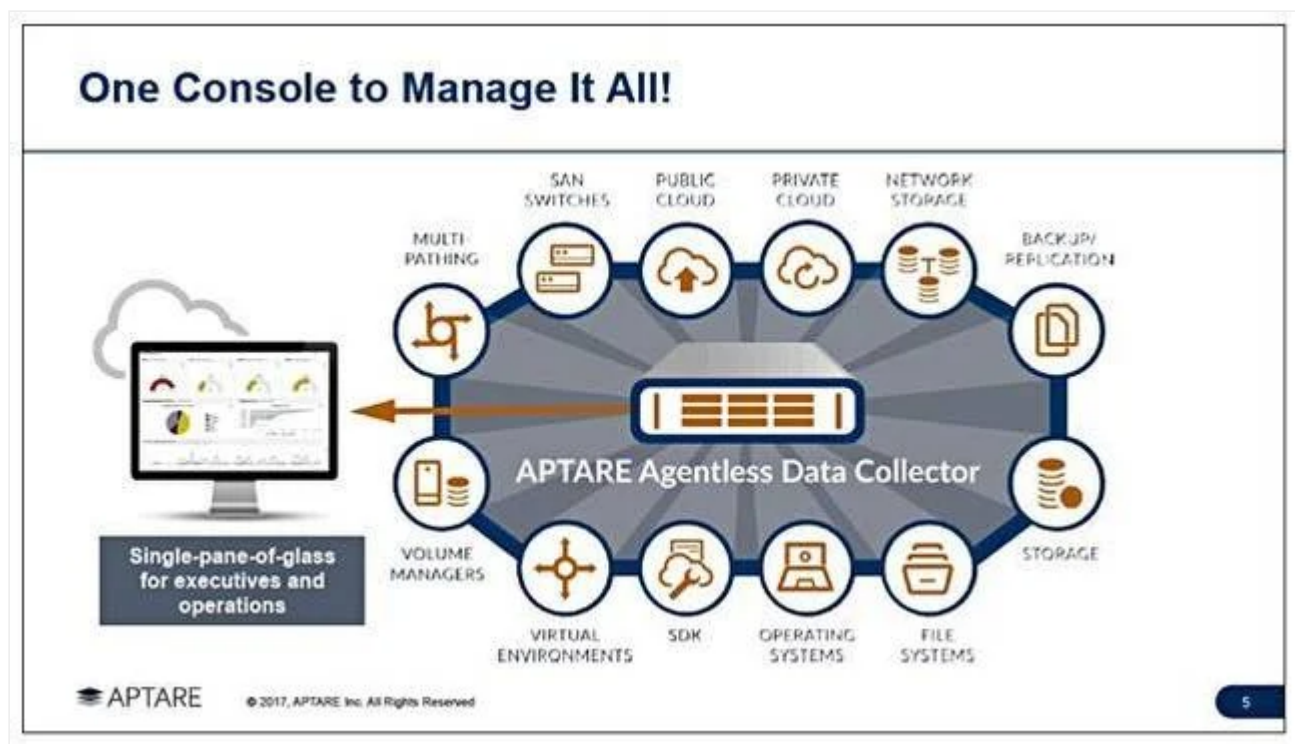 One Console to Manage It All!
SAN
SWITCHES
PUBLIC
CLOUD
PRIVATE
CLOUD
NETWORK
STORAGE
MULTI-
PATHING
BACKUP/
REPLICATION
APTARE Agentless Data Collector
Single-pane-of-glass
for executives and
operations
VOLUME
MANAGERS
STORAGE
VIRTUAL
ENVIRONMENTS
SDK
OPERATING
SYSTEMS
FILE
SYSTEMS
APTARE
© 2017, APTARE Inc. All Rights Reserved
5